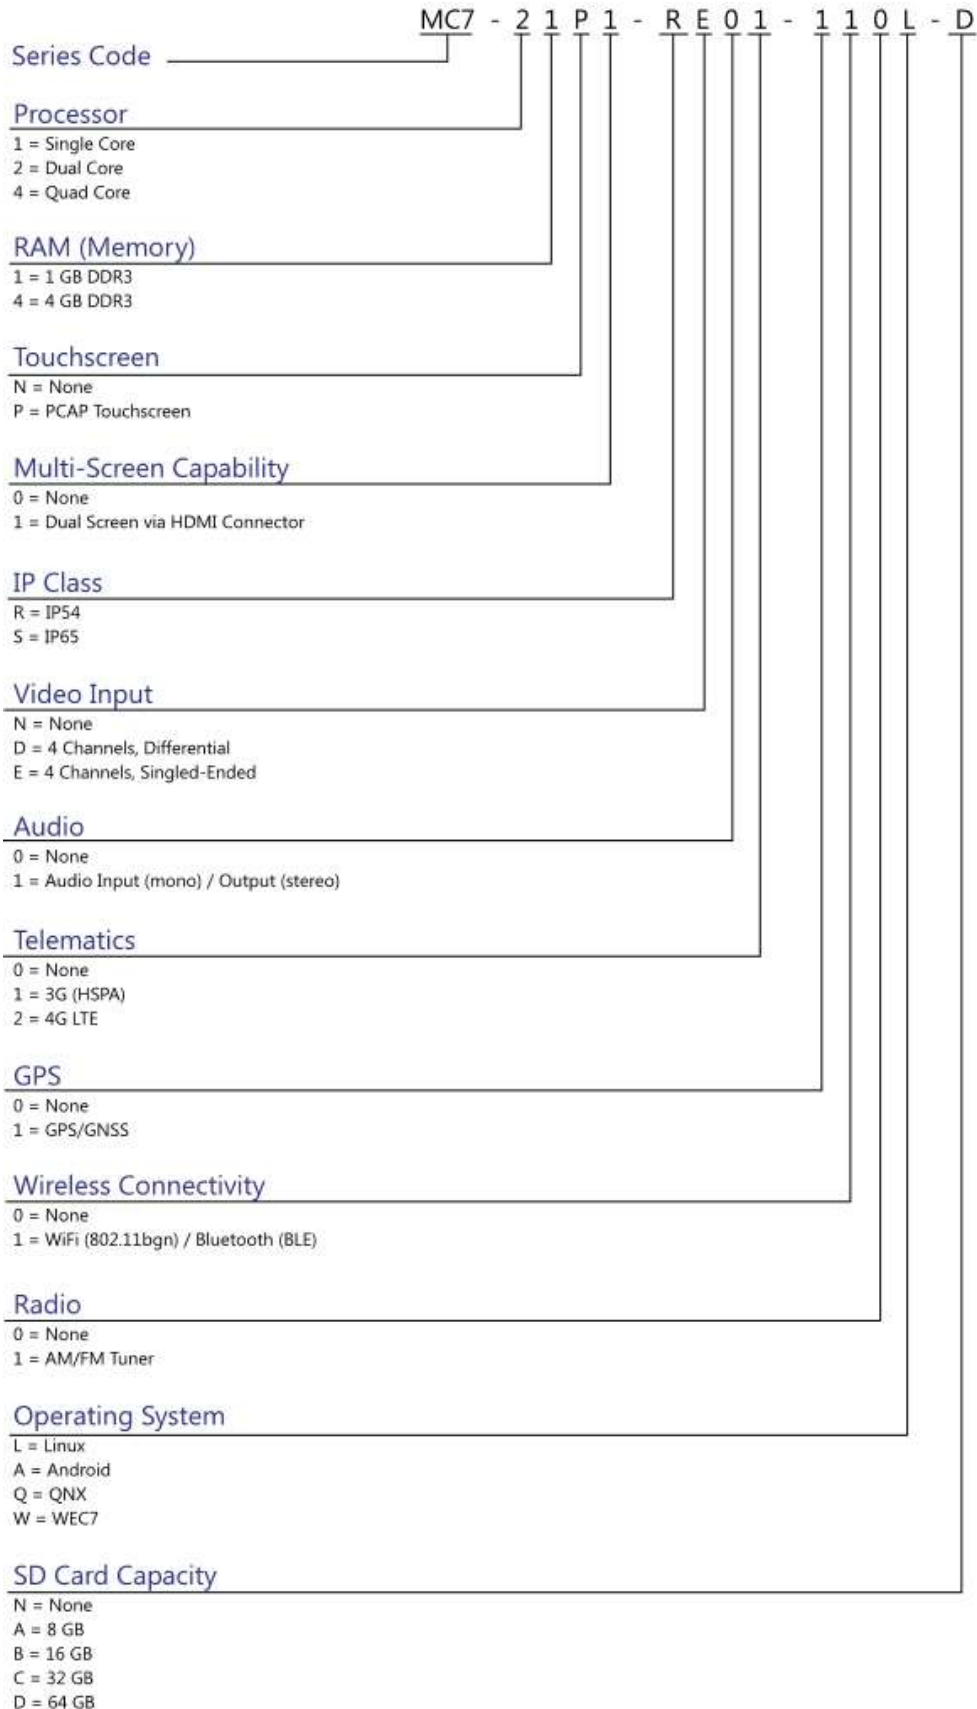 MC7 - 2 1 P 1 - R E 0 1 - 1 1 0 L - D
Series Code
Processor
1 = Single Core
2 = Dual Core
4 = Quad Core
RAM (Memory)
1 = 1 GB DDR3
4 = 4 GB DDR3
Touchscreen
N = None
P = PCAP Touchscreen
Multi-Screen Capability
0 = None
1 = Dual Screen via HDMI Connector
IP Class
R = IP54
S = IP65
Video Input
N = None
D = 4 Channels, Differential
E = 4 Channels, Singled-Ended
Audio
0 = None
1 = Audio Input (mono) / Output (stereo)
Telematics
0 = None
1 = 3G (HSPA)
2 = 4G LTE
GPS
0 = None
1 = GPS/GNSS
Wireless Connectivity
0 = None
1 = WiFi (802.11bgn) / Bluetooth (BLE)
Radio
0 = None
1 = AM/FM Tuner
Operating System
L = Linux
A = Android
Q = QNX
W = WEC7
SD Card Capacity
N = None
A = 8 GB
B = 16 GB
C = 32 GB
D = 64 GB